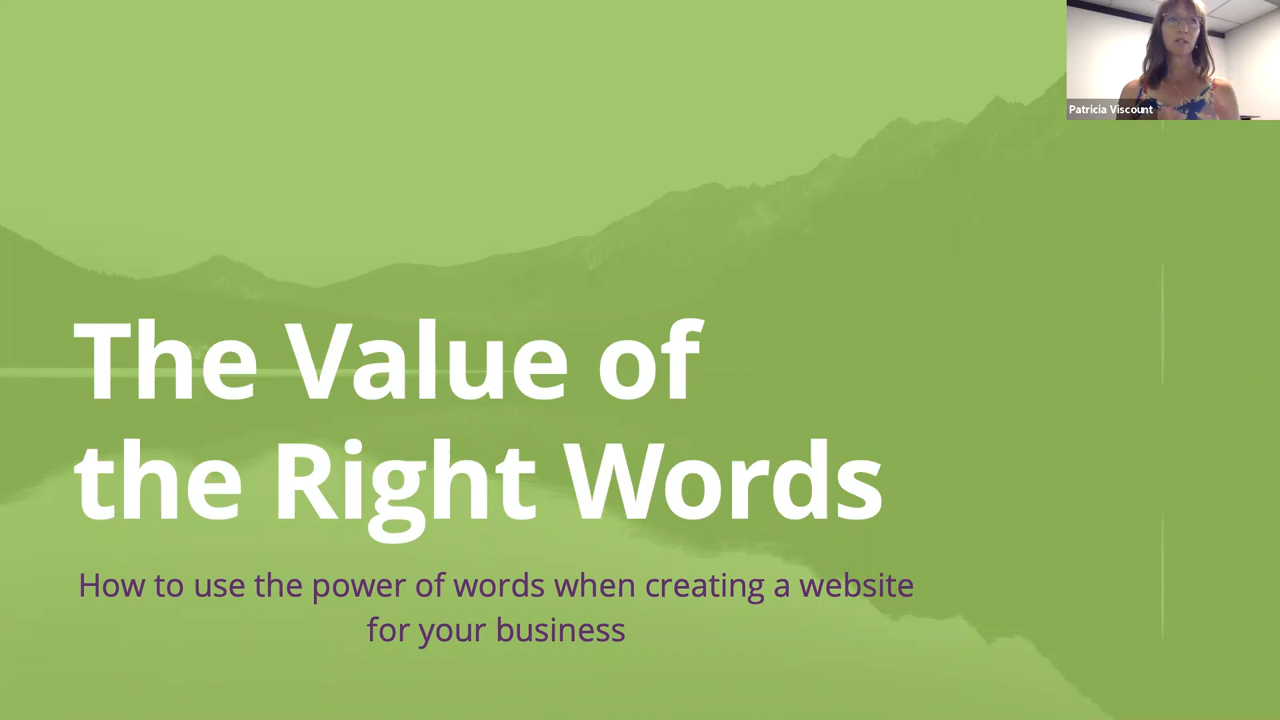 Patricia Viscount
The Value of
the Right Words
How to use the power of words when creating a website
for your business